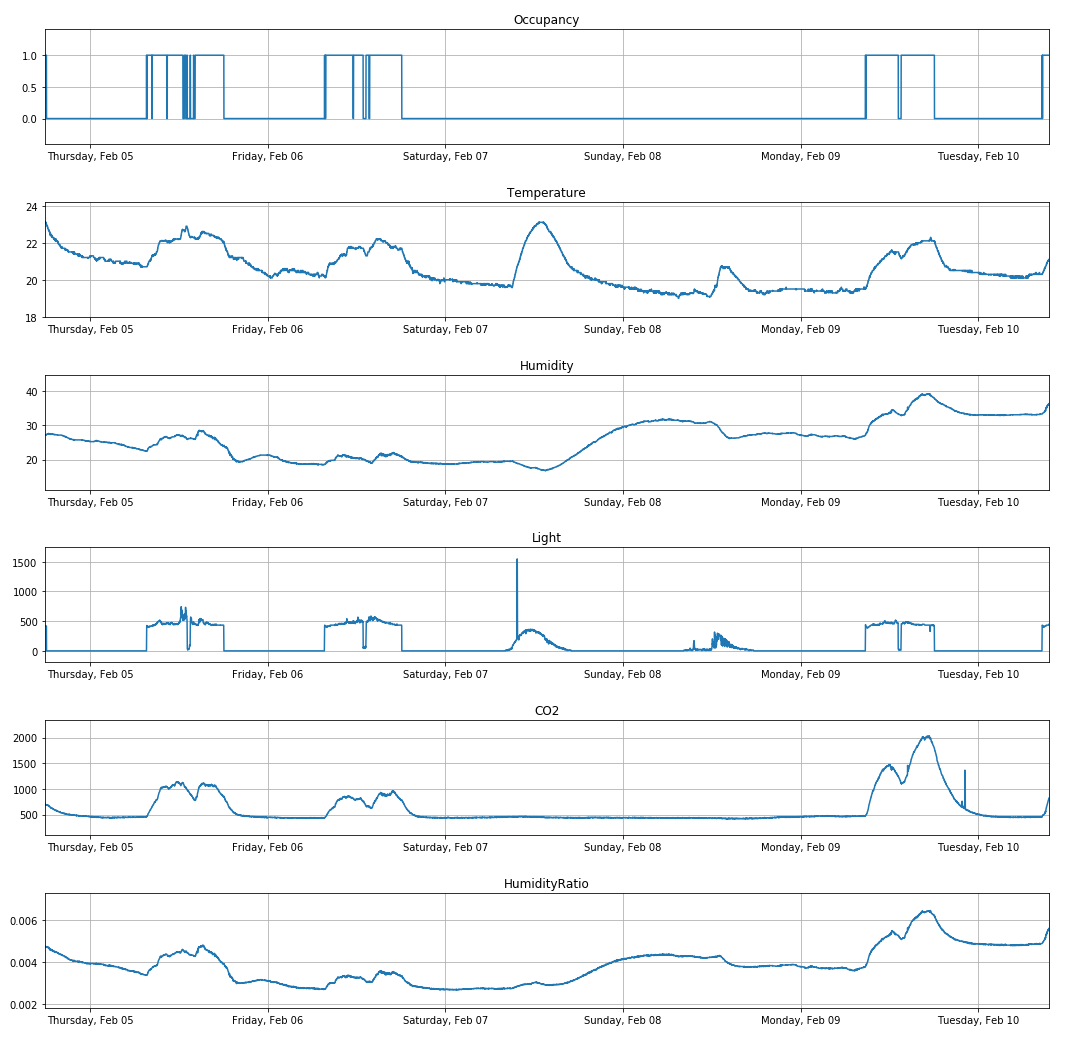 Occupancy
1.0
0.5
0.0
Thursday, Feb 05 Friday, Feb 06 Saturday, Feb 07 Sunday, Feb 08 Monday, Feb 09 Tuesday, Feb 10
Temperature
24
22
20
18
Thursday, Feb 05 Friday, Feb 06 Saturday, Feb 07 Sunday, Feb 08 Monday, Feb 09 Tuesday, Feb 10
Humidity
40
30
20
Thursday, Feb 05 Friday, Feb 06 Saturday, Feb 07 Sunday, Feb 08 Monday, Feb 09 Tuesday, Feb 10
Light
1500
1000
500
0
Thursday, Feb 05 Friday, Feb 06 Saturday, Feb 07 Sunday, Feb 08 Monday, Feb 09 Tuesday, Feb 10
CO2
2000
1500
1000
500
Thursday, Feb 05 Friday, Feb 06 Saturday, Feb 07 Sunday, Feb 08 Monday, Feb 09 Tuesday, Feb 10
HumidityRatio
0.006
0.004
0.002
Thursday, Feb 05 Friday, Feb 06 Saturday, Feb 07 Sunday, Feb 08 Monday, Feb 09 Tuesday, Feb 10